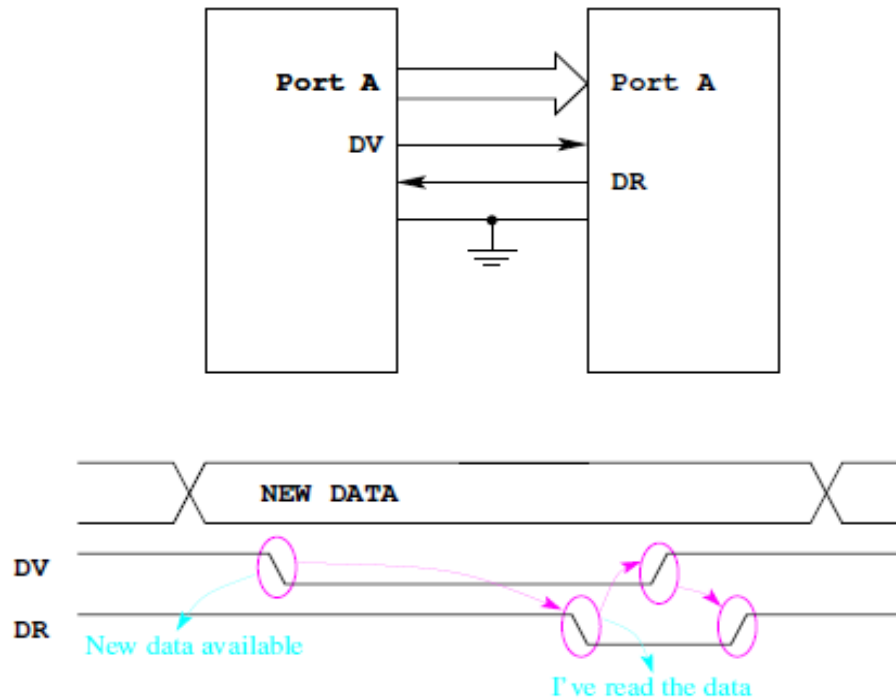 Port A
Port A
DV
DR
NEW DATA
DV
DR
New data available
I've read the data